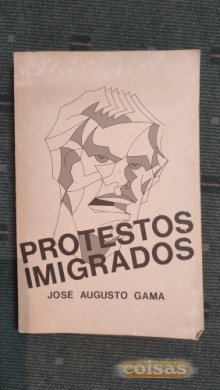 PROTESTOS
IMIGRADOS
JOSÉ AUGUSTO GAMA
coisas